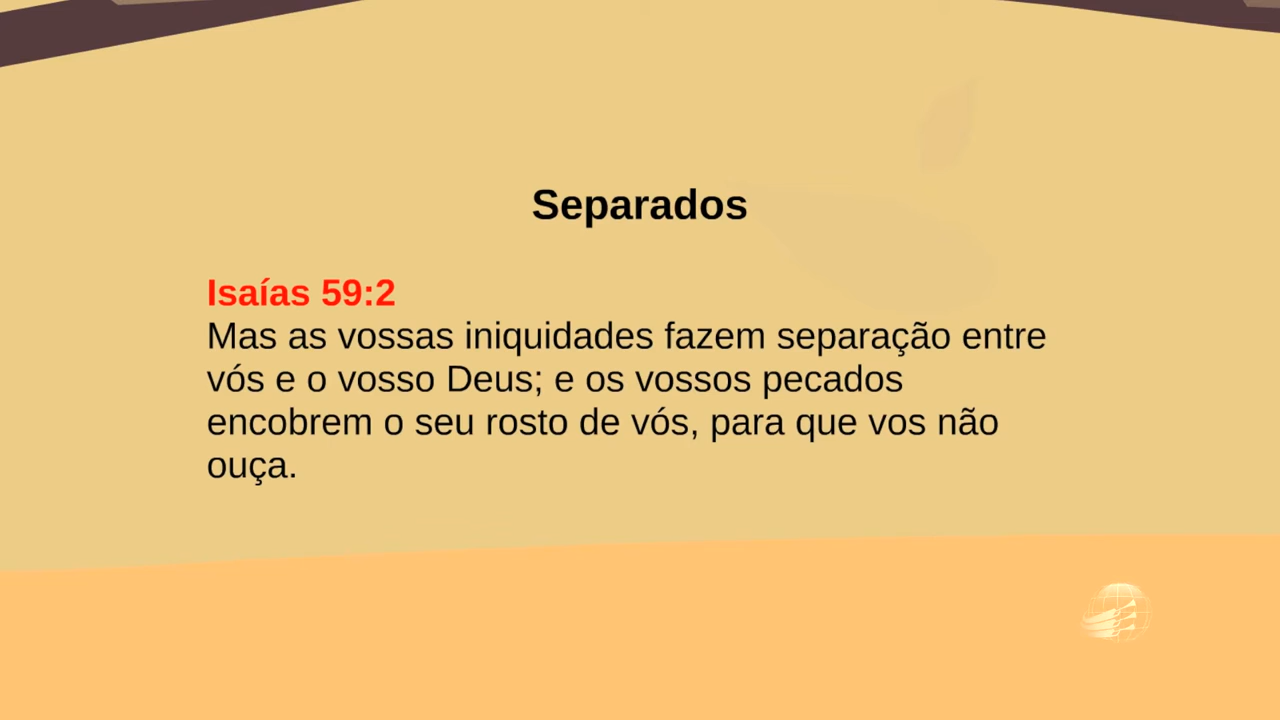 Separados
Isaías 59:2
Mas as vossas iniquidades fazem separação entre
vós e o vosso Deus; e os vossos pecados
encobrem o seu rosto de vós, para que vos não
ouça.